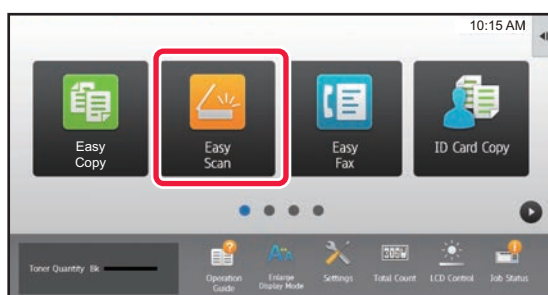 10:15 AM
Easy
Copy
Easy
Scan
Easy
Fax
ID Card Copy
Toner Quantity Bk
Operation
Guide
Enlarge
Display Mode
Settings
Total Count
LCD Control
Job Status